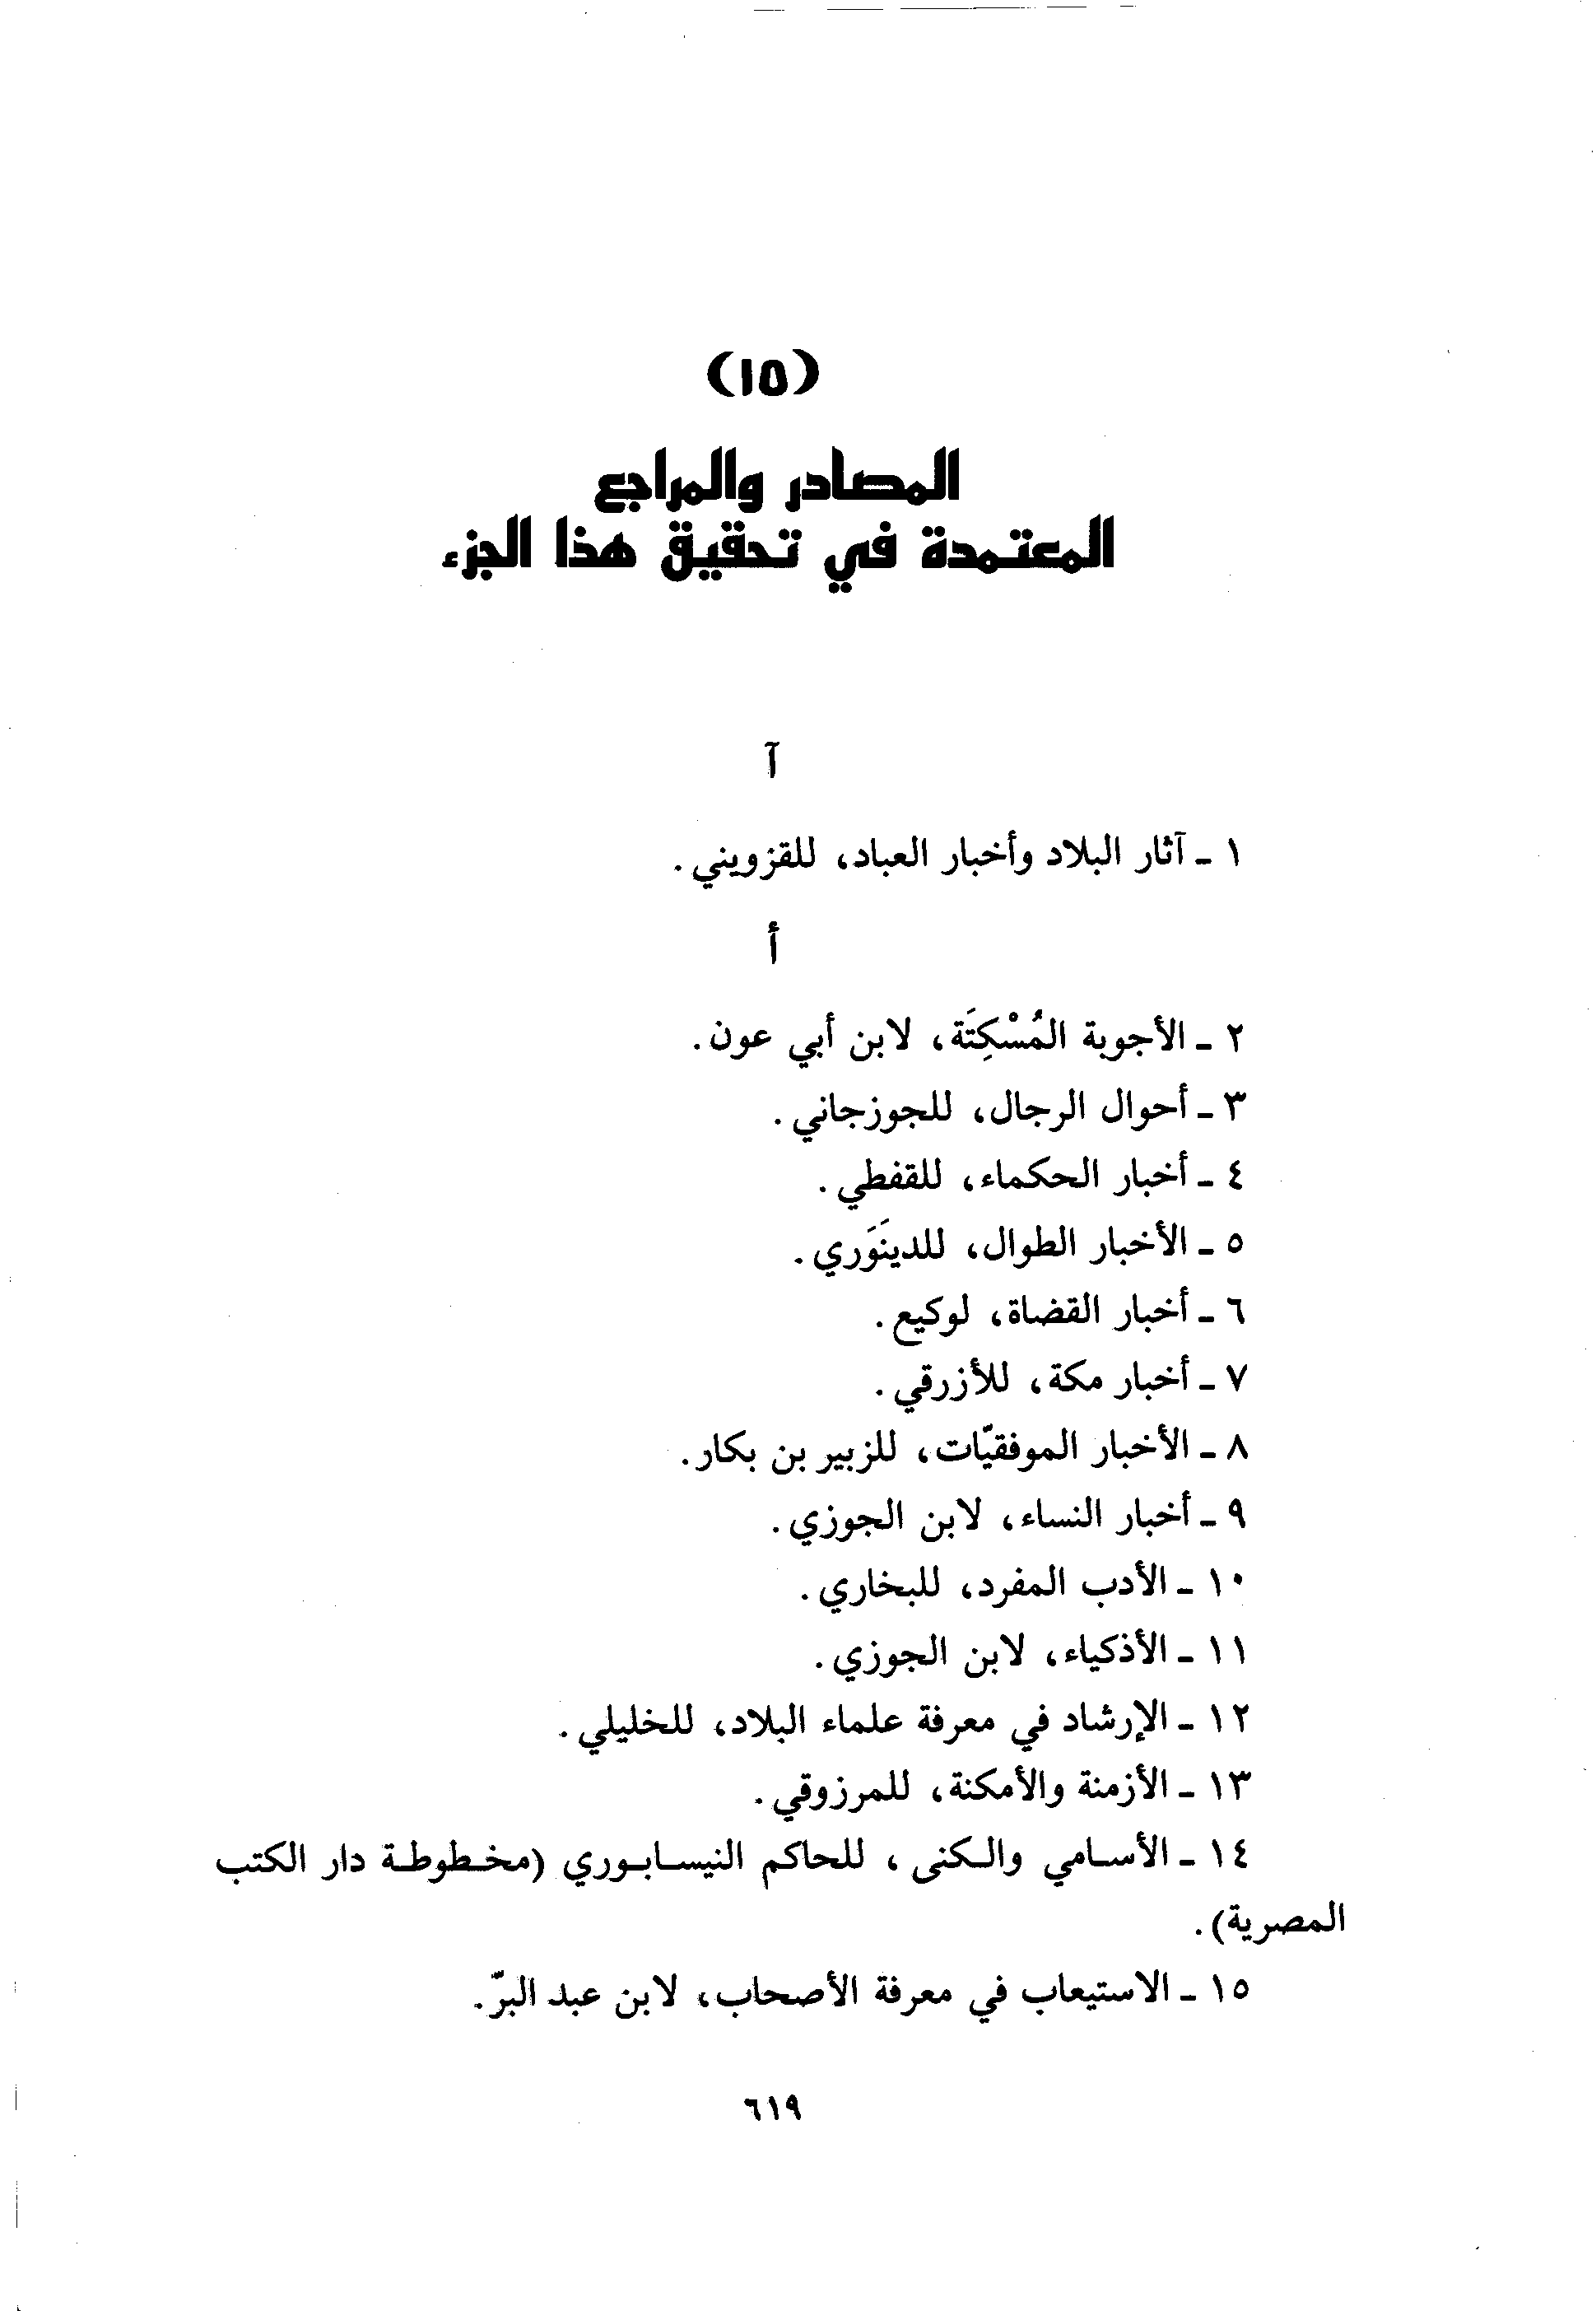 (١٥)
المصادر والمراجع
المعتمدة في تحقيق هذا الجزء
آ
١ - آثار البلاد وأخبار العباد، للقزويني.
أ
٢ - الأجوبة المُسْكِتَة، لابن أبي عون.
٣ - أحوال الرجال، للجوزجاني.
٤ - أخبار الحكماء، للقفطي.
٥ - الأخبار الطوال، للدينَوَري.
٦ - أخبار القضاة، لوكيع.
٧ - أخبار مكة، للأزرقي.
٨ - الأخبار الموفقيّات، للزبير بن بكار.
٩ - أخبار النساء، لابن الجوزي.
١٠ - الأدب المفرد، للبخاري.
١١ - الأذكياء، لابن الجوزي.
١٢ - الإرشاد في معرفة علماء البلاد، للخليلي.
١٣ - الأزمنة والأمكنة، للمرزوقي.
١٤ - الأسامي والكنى، للحاكم النيسابوري (مخطوطة دار الكتب
المصرية).
١٥ - الاستيعاب في معرفة الأصحاب، لابن عبد البرّ.
٦١٩